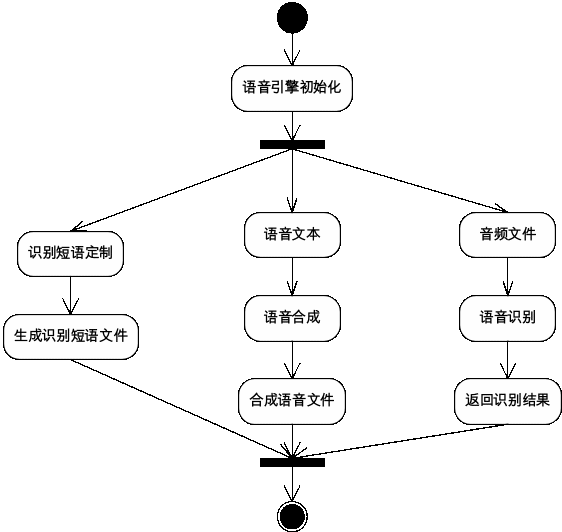 语音引擎初始化
语音文本
音频文件
识别短语定制
语音合成
语音识别
生成识别短语文件
合成语音文件
返回识别结果